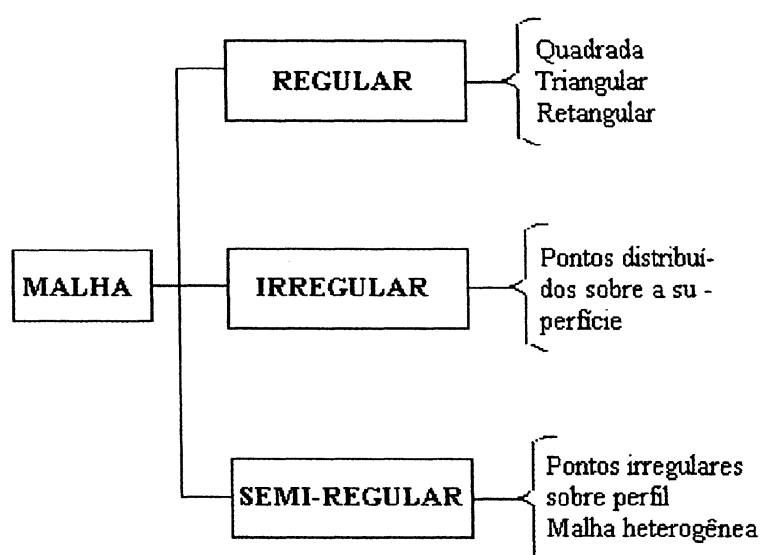 REGULAR
Quadrada
Triangular
Retangular
MALHA
IRREGULAR
Pontos distribuí-
dos sobre a su -
perfície
SEMI-REGULAR
Pontos irregulares
sobre perfil
Malha heterogênea